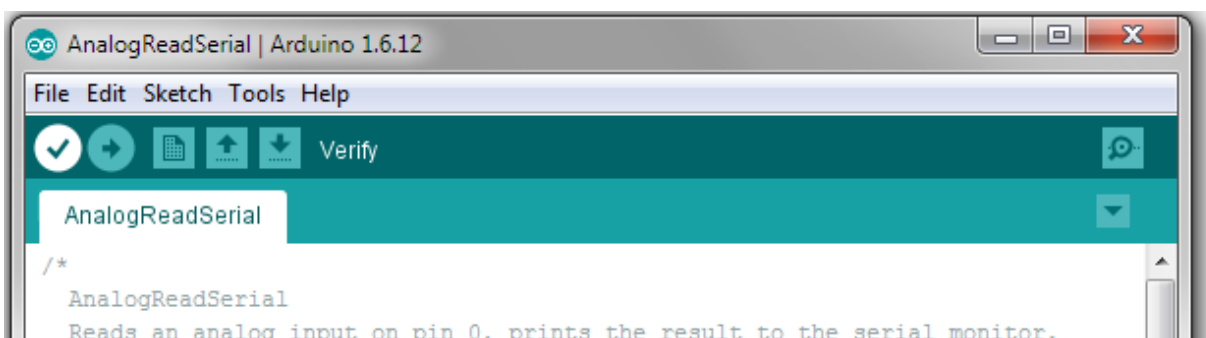 AnalogReadSerial | Arduino 1.6.12
File Edit Sketch Tools Help
Verify
AnalogReadSerial
/*
AnalogReadSerial
Reads an analog input on pin 0, prints the result to the serial monitor.